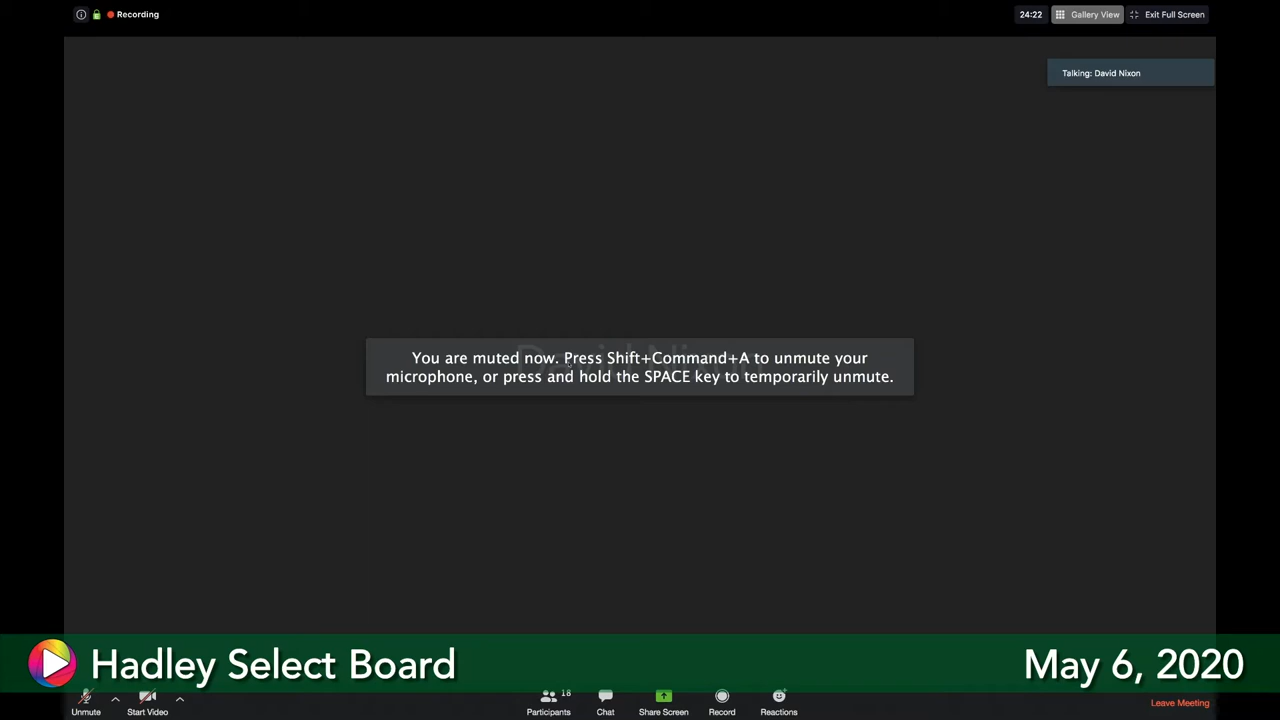 Recording
24:22
Gallery View
Exit Full Screen
Talking: David Nixon
David Nixon
You are muted now. Press Shift+Command+A to unmute your
microphone, or press and hold the SPACE key to temporarily unmute.
Hadley Select Board
May 6, 2020
18
Unmute
Start Video
Participants
Chat
Share Screen
Record
Reactions
Leave Meeting